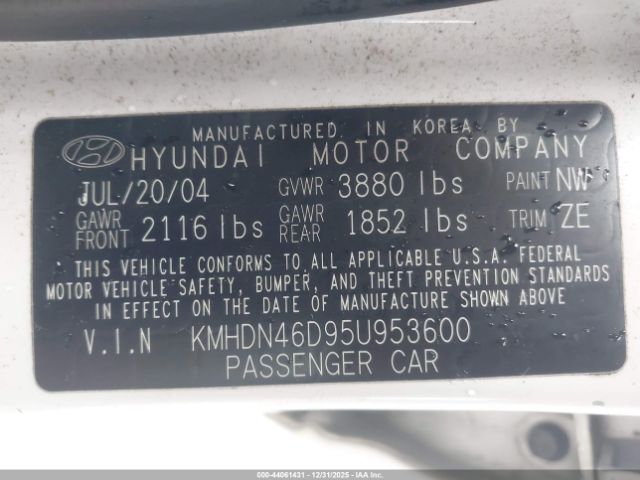 MANUFACTURED. IN KOREA. BY
HYUNDAI MOTOR COMPANY
JUL/20/04 GVWR 3880 lbs PAINT NW
GAWR FRONT 2116 lbs GAWR REAR 1852 lbs TRIM ZE
THIS VEHICLE CONFORMS TO ALL APPLICABLE U.S.A. FEDERAL
MOTOR VEHICLE SAFETY, BUMPER, AND THEFT PREVENTION STANDARDS
IN EFFECT ON THE DATE OF MANUFACTURE SHOWN ABOVE
V.I.N KMHDN46D95U953600
PASSENGER CAR
000-44061431 - 12/31/2025 - IAAI.COM